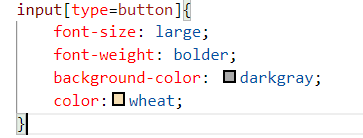 input[type=button]{
font-size: large;
font-weight: bolder;
background-color: darkgray;
color: wheat;
}